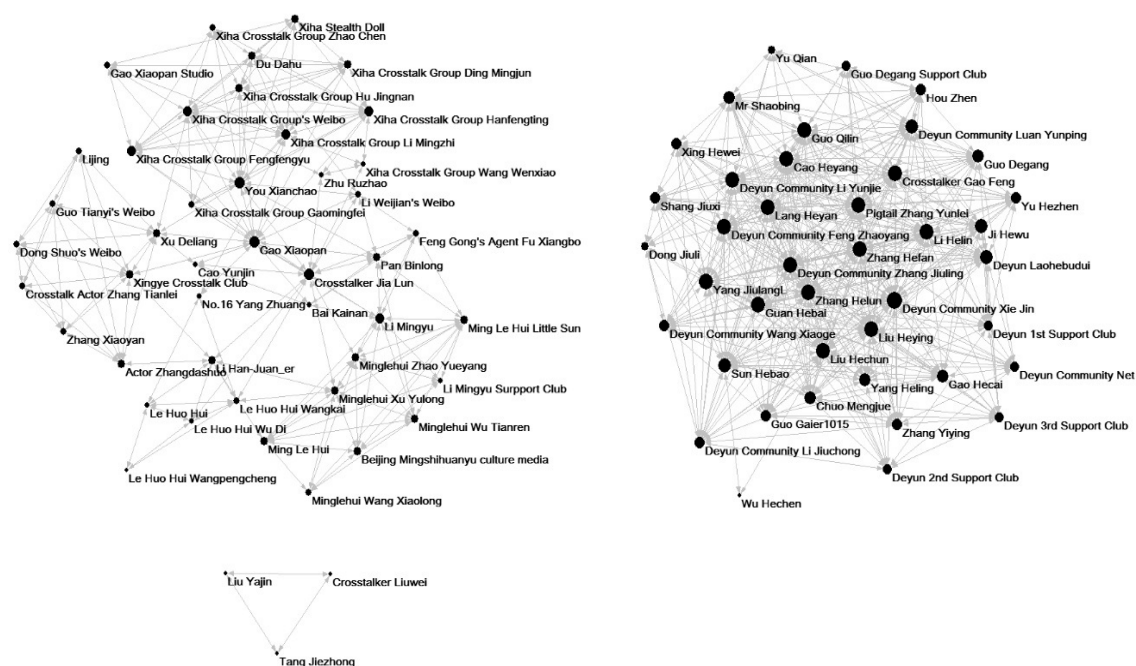 Xiha Stealth Doll
Xiha Crosstalk Group Zhao Chen
Du Dahu
Gao Xiaopan Studio
Xiha Crosstalk Group Ding Mingjun
Xiha Crosstalk Group Hu Jingnan
Xiha Crosstalk Group's Weibo
Xiha Crosstalk Group Hanfengting
Xiha Crosstalk Group Li Mingzhi
Xiha Crosstalk Group Fengfengyu
Lijing
Xiha Crosstalk Group Wang Wenxiao
Zhu Ruzhao
You Xianchao
Li Weijian's Weibo
Guo Tianyi's Weibo
Xiha Crosstalk Group Gaomingfei
Xu Deliang
Feng Gong's Agent Fu Xiangbo
Dong Shuo's Weibo
Gao Xiaopan
Pan Binlong
Cao Yunjin
Xingye Crosstalk Club
Crosstalker Jia Lun
Crosstalk Actor Zhang Tianlei
No.16 Yang Zhuang
Bai Kainan
Li Mingyu
Ming Le Hui Little Sun
Zhang Xiaoyan
Minglehui Zhao Yueyang
Actor Zhangdashuo
Li Han-Juan_er
Li Mingyu Surpport Club
Minglehui Xu Yulong
Le Huo Hui
Le Huo Hui Wangkai
Le Huo Hui Wu Di
Minglehui Wu Tianren
Ming Le Hui
Beijing Mingshihuanyu culture media
Le Huo Hui Wangpengcheng
Minglehui Wang Xiaolong
Liu Yajin
Crosstalker Liuwei
Tang Jiezhong
Yu Qian
Guo Degang Support Club
Hou Zhen
Mr Shaobing
Guo Qilin
Deyun Community Luan Yunping
Xing Hewei
Cao Heyang
Guo Degang
Deyun Community Li Yunjie
Crosstalker Gao Feng
Shang Jiuxi
Lang Heyan
Pigtail Zhang Yunlei
Yu Hezhen
Deyun Community Feng Zhaoyang
Li Helin
Ji Hewu
Dong Jiuli
Zhang Hefan
Deyun Laohebudui
Deyun Community Zhang Jiuling
Yang JiulangL
Zhang Helun
Guan Hebai
Deyun Community Xie Jin
Deyun Community Wang Xiaoge
Liu Heying
Deyun 1st Support Club
Liu Hechun
Sun Hebao
Deyun Community Net
Yang Heling
Gao Hecai
Chuo Mengjue
Guo Gaier1015
Zhang Yiying
Deyun 3rd Support Club
Deyun Community Li Jiuchong
Deyun 2nd Support Club
Wu Hechen